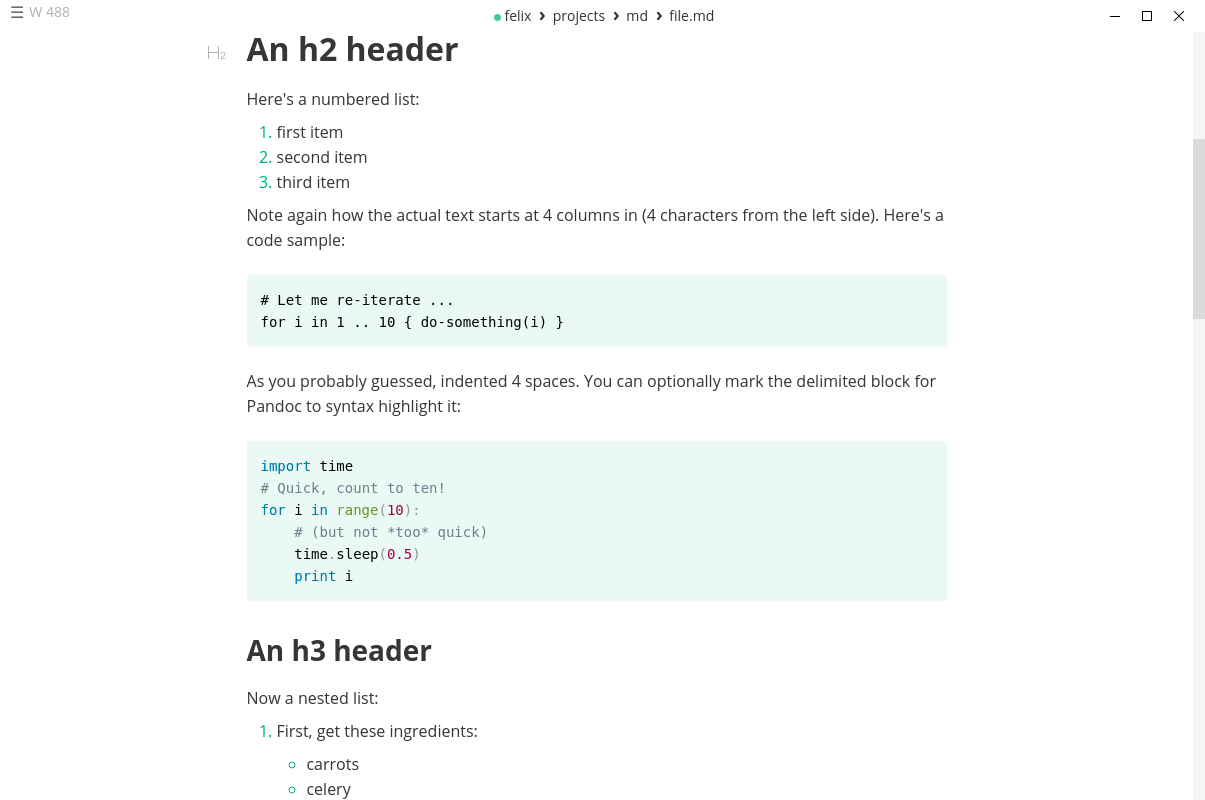 ☰ W 488
felix › projects › md › file.md
H2 An h2 header
Here's a numbered list:
1. first item
2. second item
3. third item
Note again how the actual text starts at 4 columns in (4 characters from the left side). Here's a
code sample:
# Let me re-iterate ...
for i in 1 .. 10 { do-something(i) }
As you probably guessed, indented 4 spaces. You can optionally mark the delimited block for
Pandoc to syntax highlight it:
import time
# Quick, count to ten!
for i in range(10):
    # (but not *too* quick)
    time.sleep(0.5)
    print i
An h3 header
Now a nested list:
1. First, get these ingredients:
○ carrots
○ celery